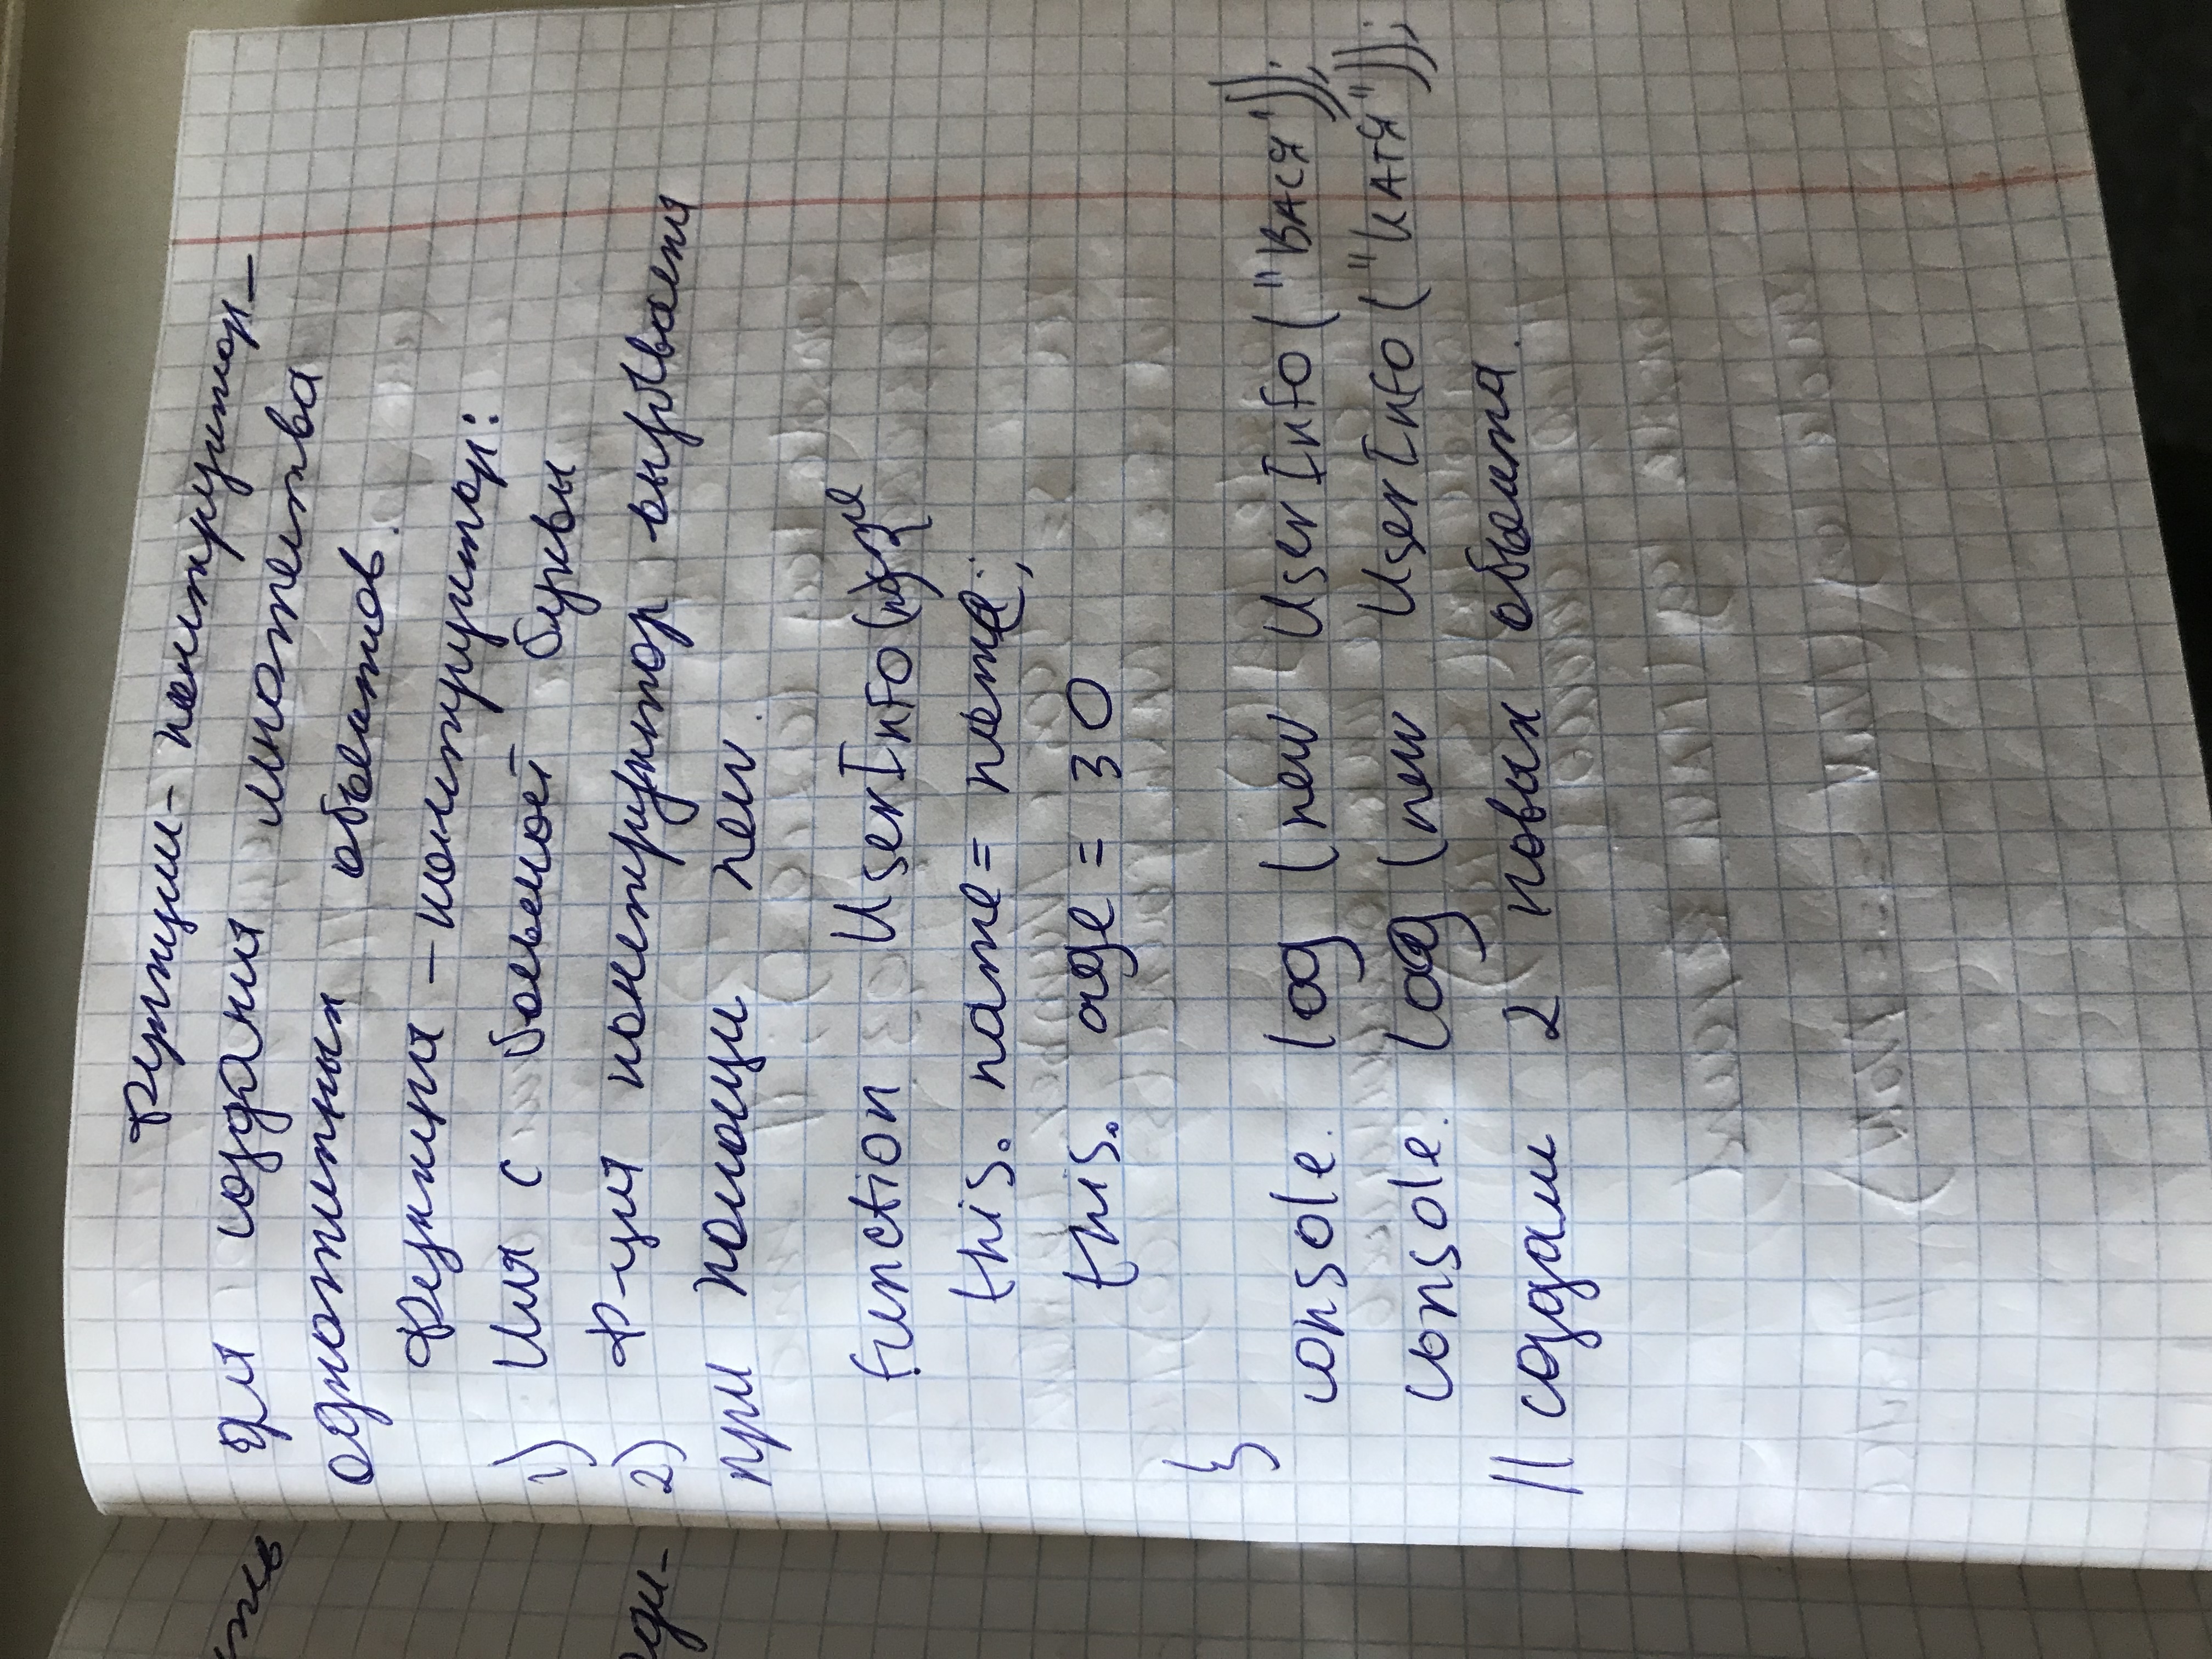 Функции-конструктор-
для создания множества
однотипных объектов.
Функция - конструктор:
1) Имя с большой буквы
2) Ф-ция конструктор вызывается
при помощи new.
function UserInfo(name) {
this. name = name;
this. age = 30
}
console. log (new UserInfo("ВАСЯ"));
console. log (new UserInfo("КАТЯ"));
// создали 2 новых объекта.